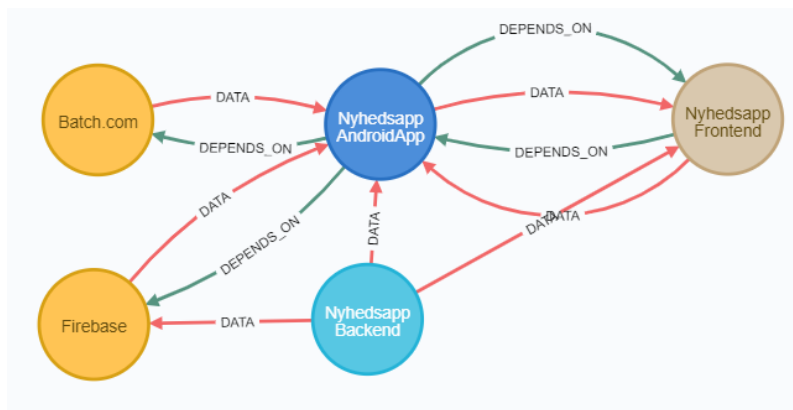 DEPENDS_ON
DATA
Batch.com
Nyhedsapp
AndroidApp
DATA
Nyhedsapp
Frontend
DEPENDS_ON
DEPENDS_ON
DATA
DATA
DATA
DATA
DEPENDS_ON
Firebase
DATA
Nyhedsapp
Backend